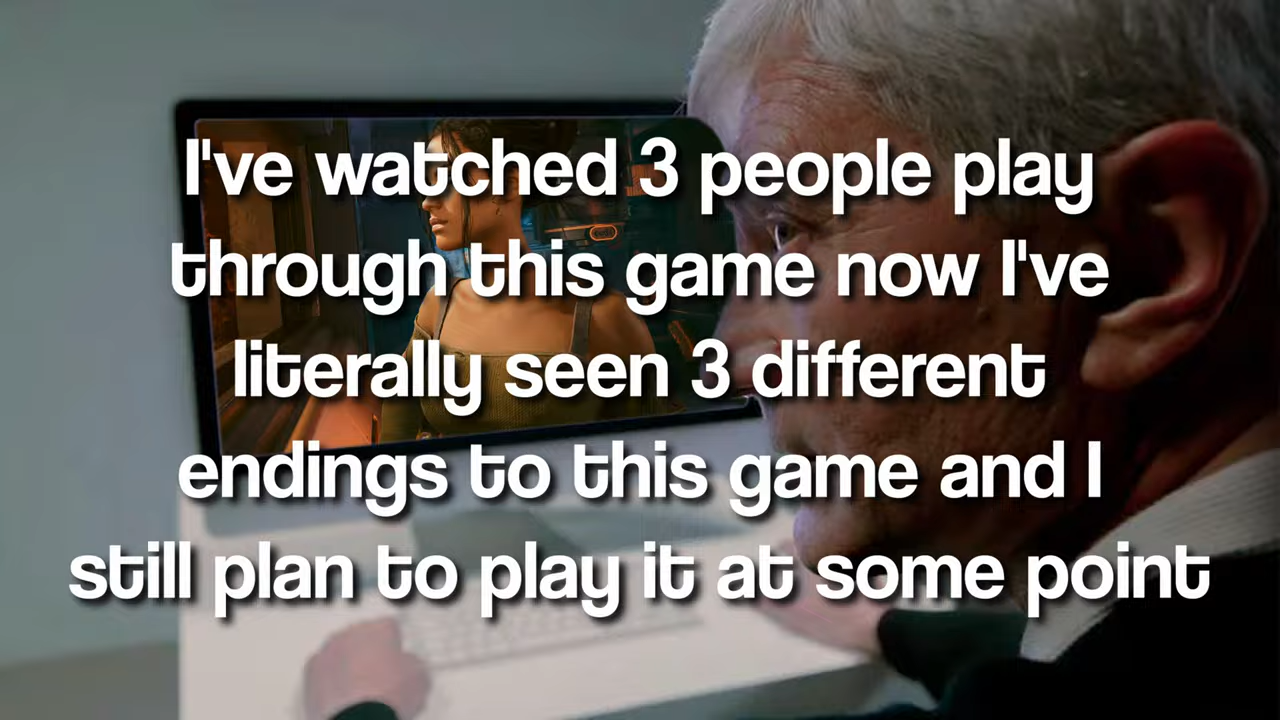 I've watched 3 people play
through this game now I've
literally seen 3 different
endings to this game and I
still plan to play it at some point